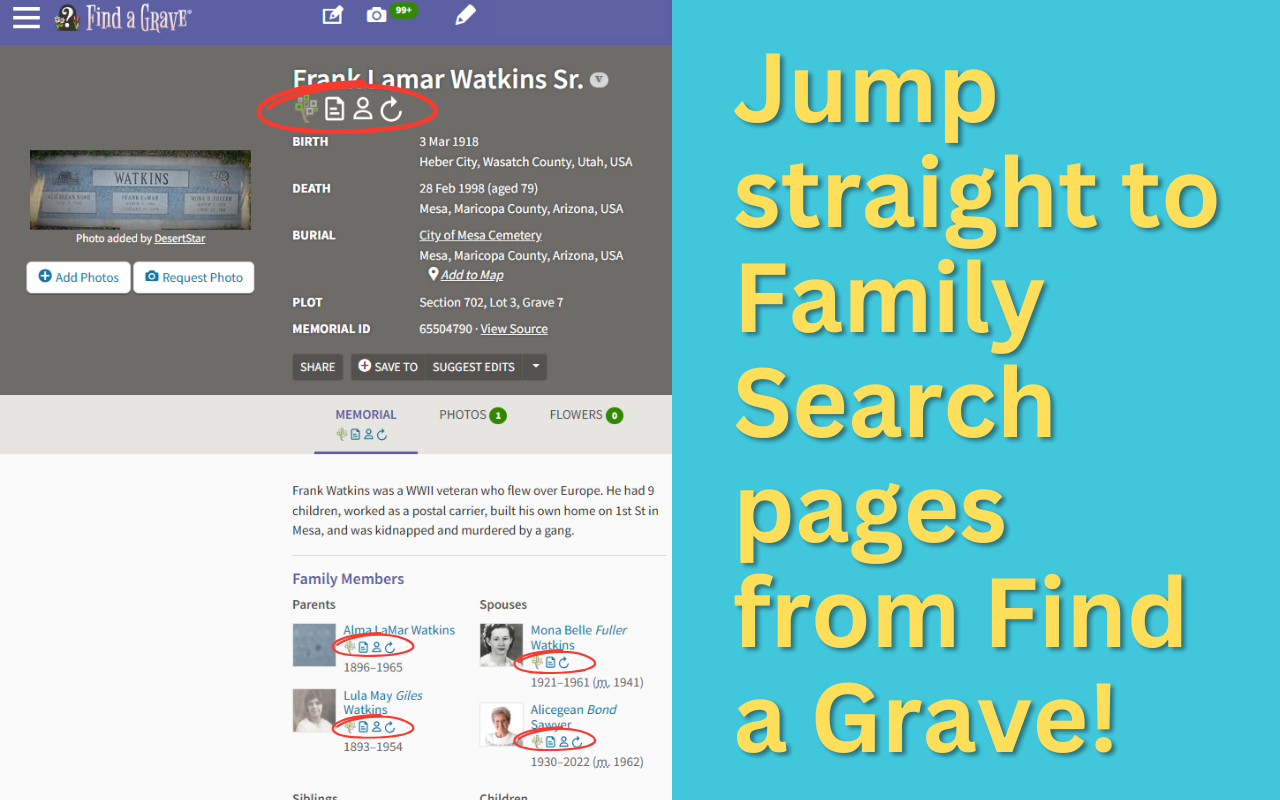 Find a Grave®
99+
Frank Lamar Watkins Sr. V
BIRTH
3 Mar 1918
Heber City, Wasatch County, Utah, USA
DEATH
28 Feb 1998 (aged 79)
Mesa, Maricopa County, Arizona, USA
BURIAL
City of Mesa Cemetery
Mesa, Maricopa County, Arizona, USA
Add to Map
PLOT
Section 702, Lot 3, Grave 7
MEMORIAL ID
65504790 · View Source
WATKINS
ALICEGEAN BOND
FRANK LaMAR
MONA B. FULLER
Photo added by DesertStar
Add Photos
Request Photo
SHARE
SAVE TO
SUGGEST EDITS
MEMORIAL
PHOTOS 1
FLOWERS 0
Frank Watkins was a WWII veteran who flew over Europe. He had 9
children, worked as a postal carrier, built his own home on 1st St in
Mesa, and was kidnapped and murdered by a gang.
Family Members
Parents
Alma LaMar Watkins
1896–1965
Lula May Giles
Watkins
1893–1954
Spouses
Mona Belle Fuller
Watkins
1921–1961 (m. 1941)
Alicegean Bond
Sawyer
1930–2022 (m. 1962)
Siblings
Children
Jump
straight to
Family
Search
pages
from Find
a Grave!